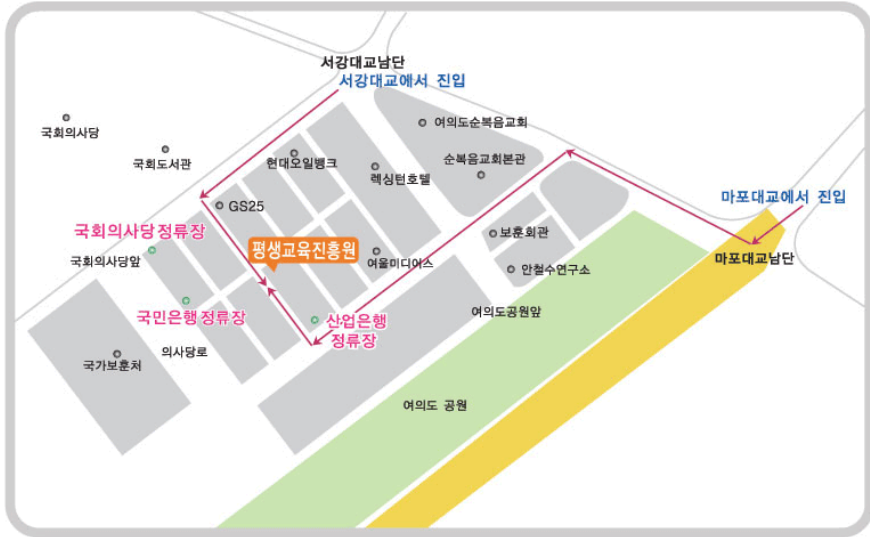 서강대교남단
서강대교에서 진입
국회의사당
여의도순복음교회
국회도서관
현대오일뱅크
순복음교회본관
렉싱턴호텔
마포대교에서 진입
GS25
국회의사당정류장
보훈회관
평생교육진흥원
국회의사당앞
여울미디어스
마포대교남단
안철수연구소
국민은행정류장
산업은행
정류장
여의도공원앞
의사당로
국가보훈처
여의도 공원